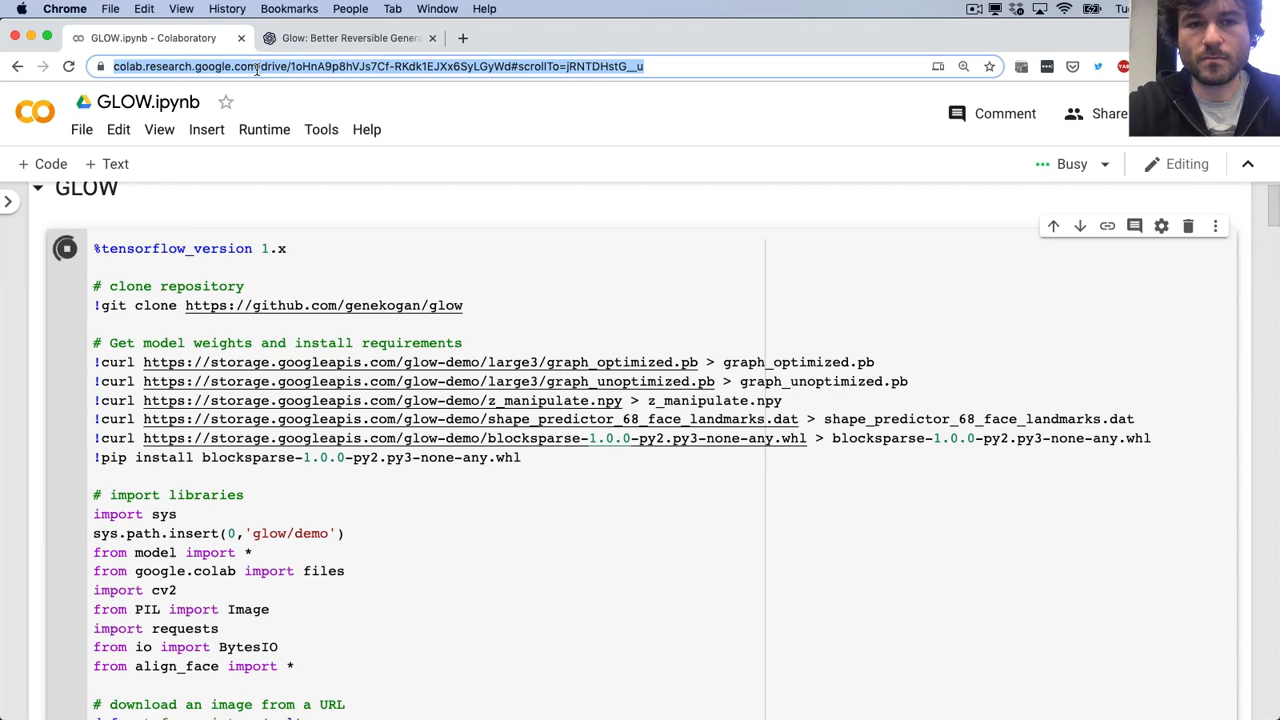 Chrome File Edit View History Bookmarks People Tab Window Help Tu
GLOW.ipynb - Colaboratory Glow: Better Reversible Genera
colab.research.google.com/drive/1oHnA9p8hVJs7Cf-RKdk1EJXx6SyLGyWd#scrollTo=jRNTDHstG__u
GLOW.ipynb
Comment Share
File Edit View Insert Runtime Tools Help
+ Code + Text Busy Editing
GLOW
%tensorflow_version 1.x
# clone repository
!git clone https://github.com/genekogan/glow
# Get model weights and install requirements
!curl https://storage.googleapis.com/glow-demo/large3/graph_optimized.pb > graph_optimized.pb
!curl https://storage.googleapis.com/glow-demo/large3/graph_unoptimized.pb > graph_unoptimized.pb
!curl https://storage.googleapis.com/glow-demo/z_manipulate.npy > z_manipulate.npy
!curl https://storage.googleapis.com/glow-demo/shape_predictor_68_face_landmarks.dat > shape_predictor_68_face_landmarks.dat
!curl https://storage.googleapis.com/glow-demo/blocksparse-1.0.0-py2.py3-none-any.whl > blocksparse-1.0.0-py2.py3-none-any.whl
!pip install blocksparse-1.0.0-py2.py3-none-any.whl
# import libraries
import sys
sys.path.insert(0,'glow/demo')
from model import *
from google.colab import files
import cv2
from PIL import Image
import requests
from io import BytesIO
from align_face import *
# download an image from a URL